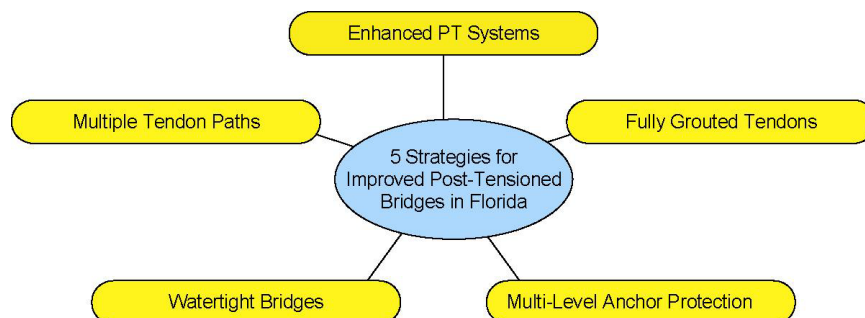 Enhanced PT Systems
Multiple Tendon Paths
Fully Grouted Tendons
5 Strategies for
Improved Post-Tensioned
Bridges in Florida
Watertight Bridges
Multi-Level Anchor Protection